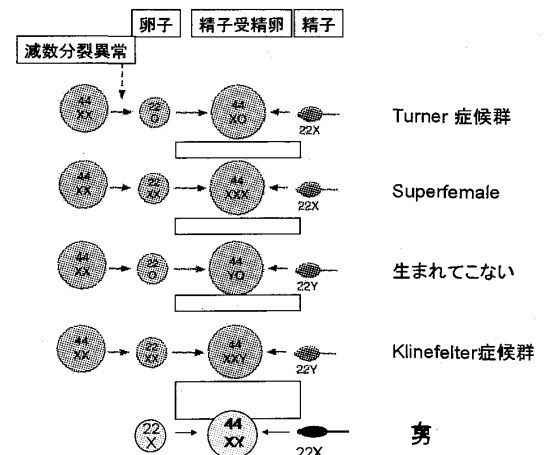 卵子 精子受精卵 精子
減数分裂異常
44 XX 22 O 44 XO 22X Turner 症候群
44 XX 22 XX 44 XXX 22X Superfemale
44 XX 22 O 44 YO 22Y 生まれてこない
44 XX 22 XX 44 XXY 22Y Klinefelter症候群
22 X 44 XX 22X